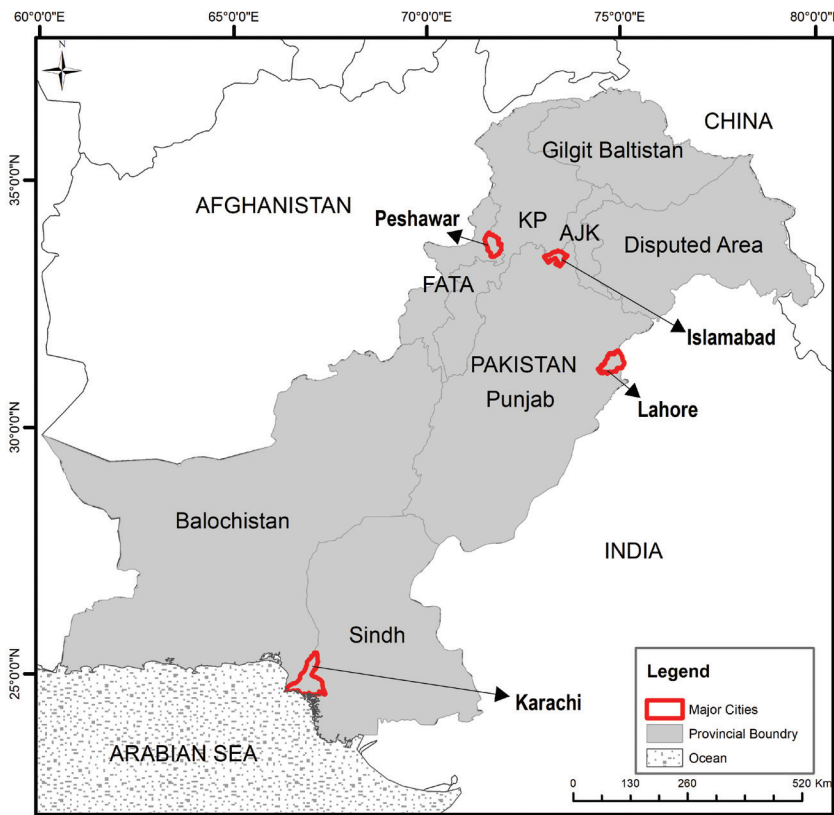 60°0'0"E
65°0'0"E
70°0'0"E
75°0'0"E
80°0'0"E
N
CHINA
Gilgit Baltistan
35°0'0"N
AFGHANISTAN
Peshawar
KP
AJK
Disputed Area
FATA
Islamabad
PAKISTAN
Punjab
Lahore
30°0'0"N
Balochistan
INDIA
Sindh
25°0'0"N
Karachi
ARABIAN SEA
Legend
Major Cities
Provincial Boundry
Ocean
0 130 260 520 Km